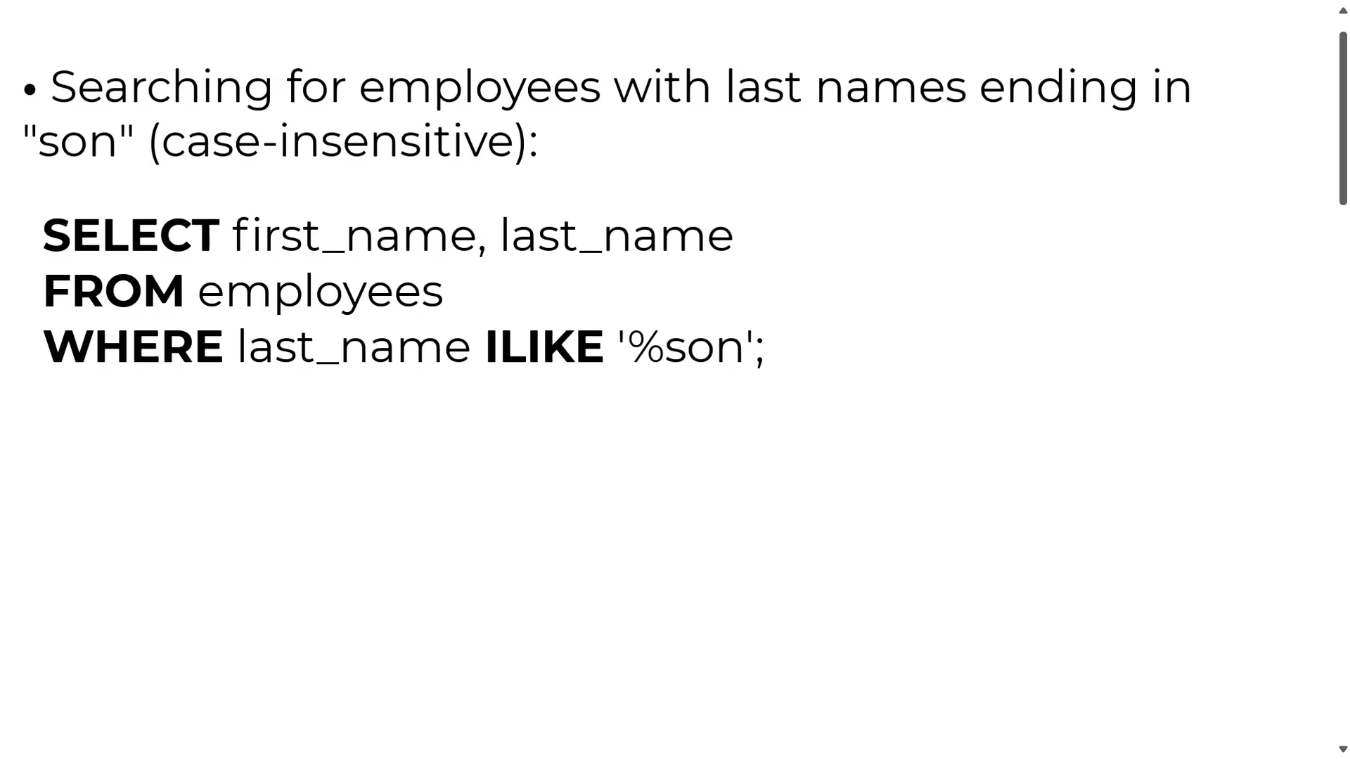 • Searching for employees with last names ending in
"son" (case-insensitive):
SELECT first_name, last_name
FROM employees
WHERE last_name ILIKE '%son';